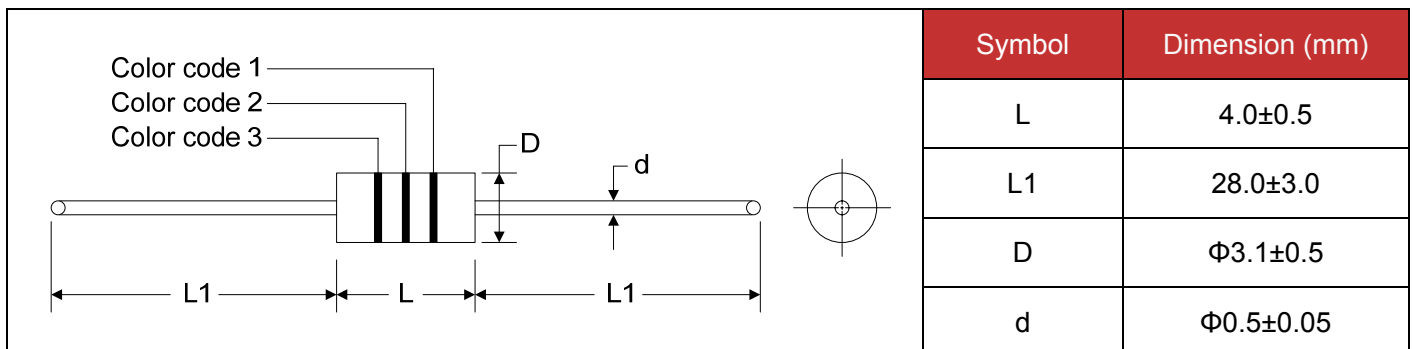 Color code 1
Color code 2
Color code 3
D
d
L1
L
L1
Symbol Dimension (mm)
L 4.0±0.5
L1 28.0±3.0
D Φ3.1±0.5
d Φ0.5±0.05